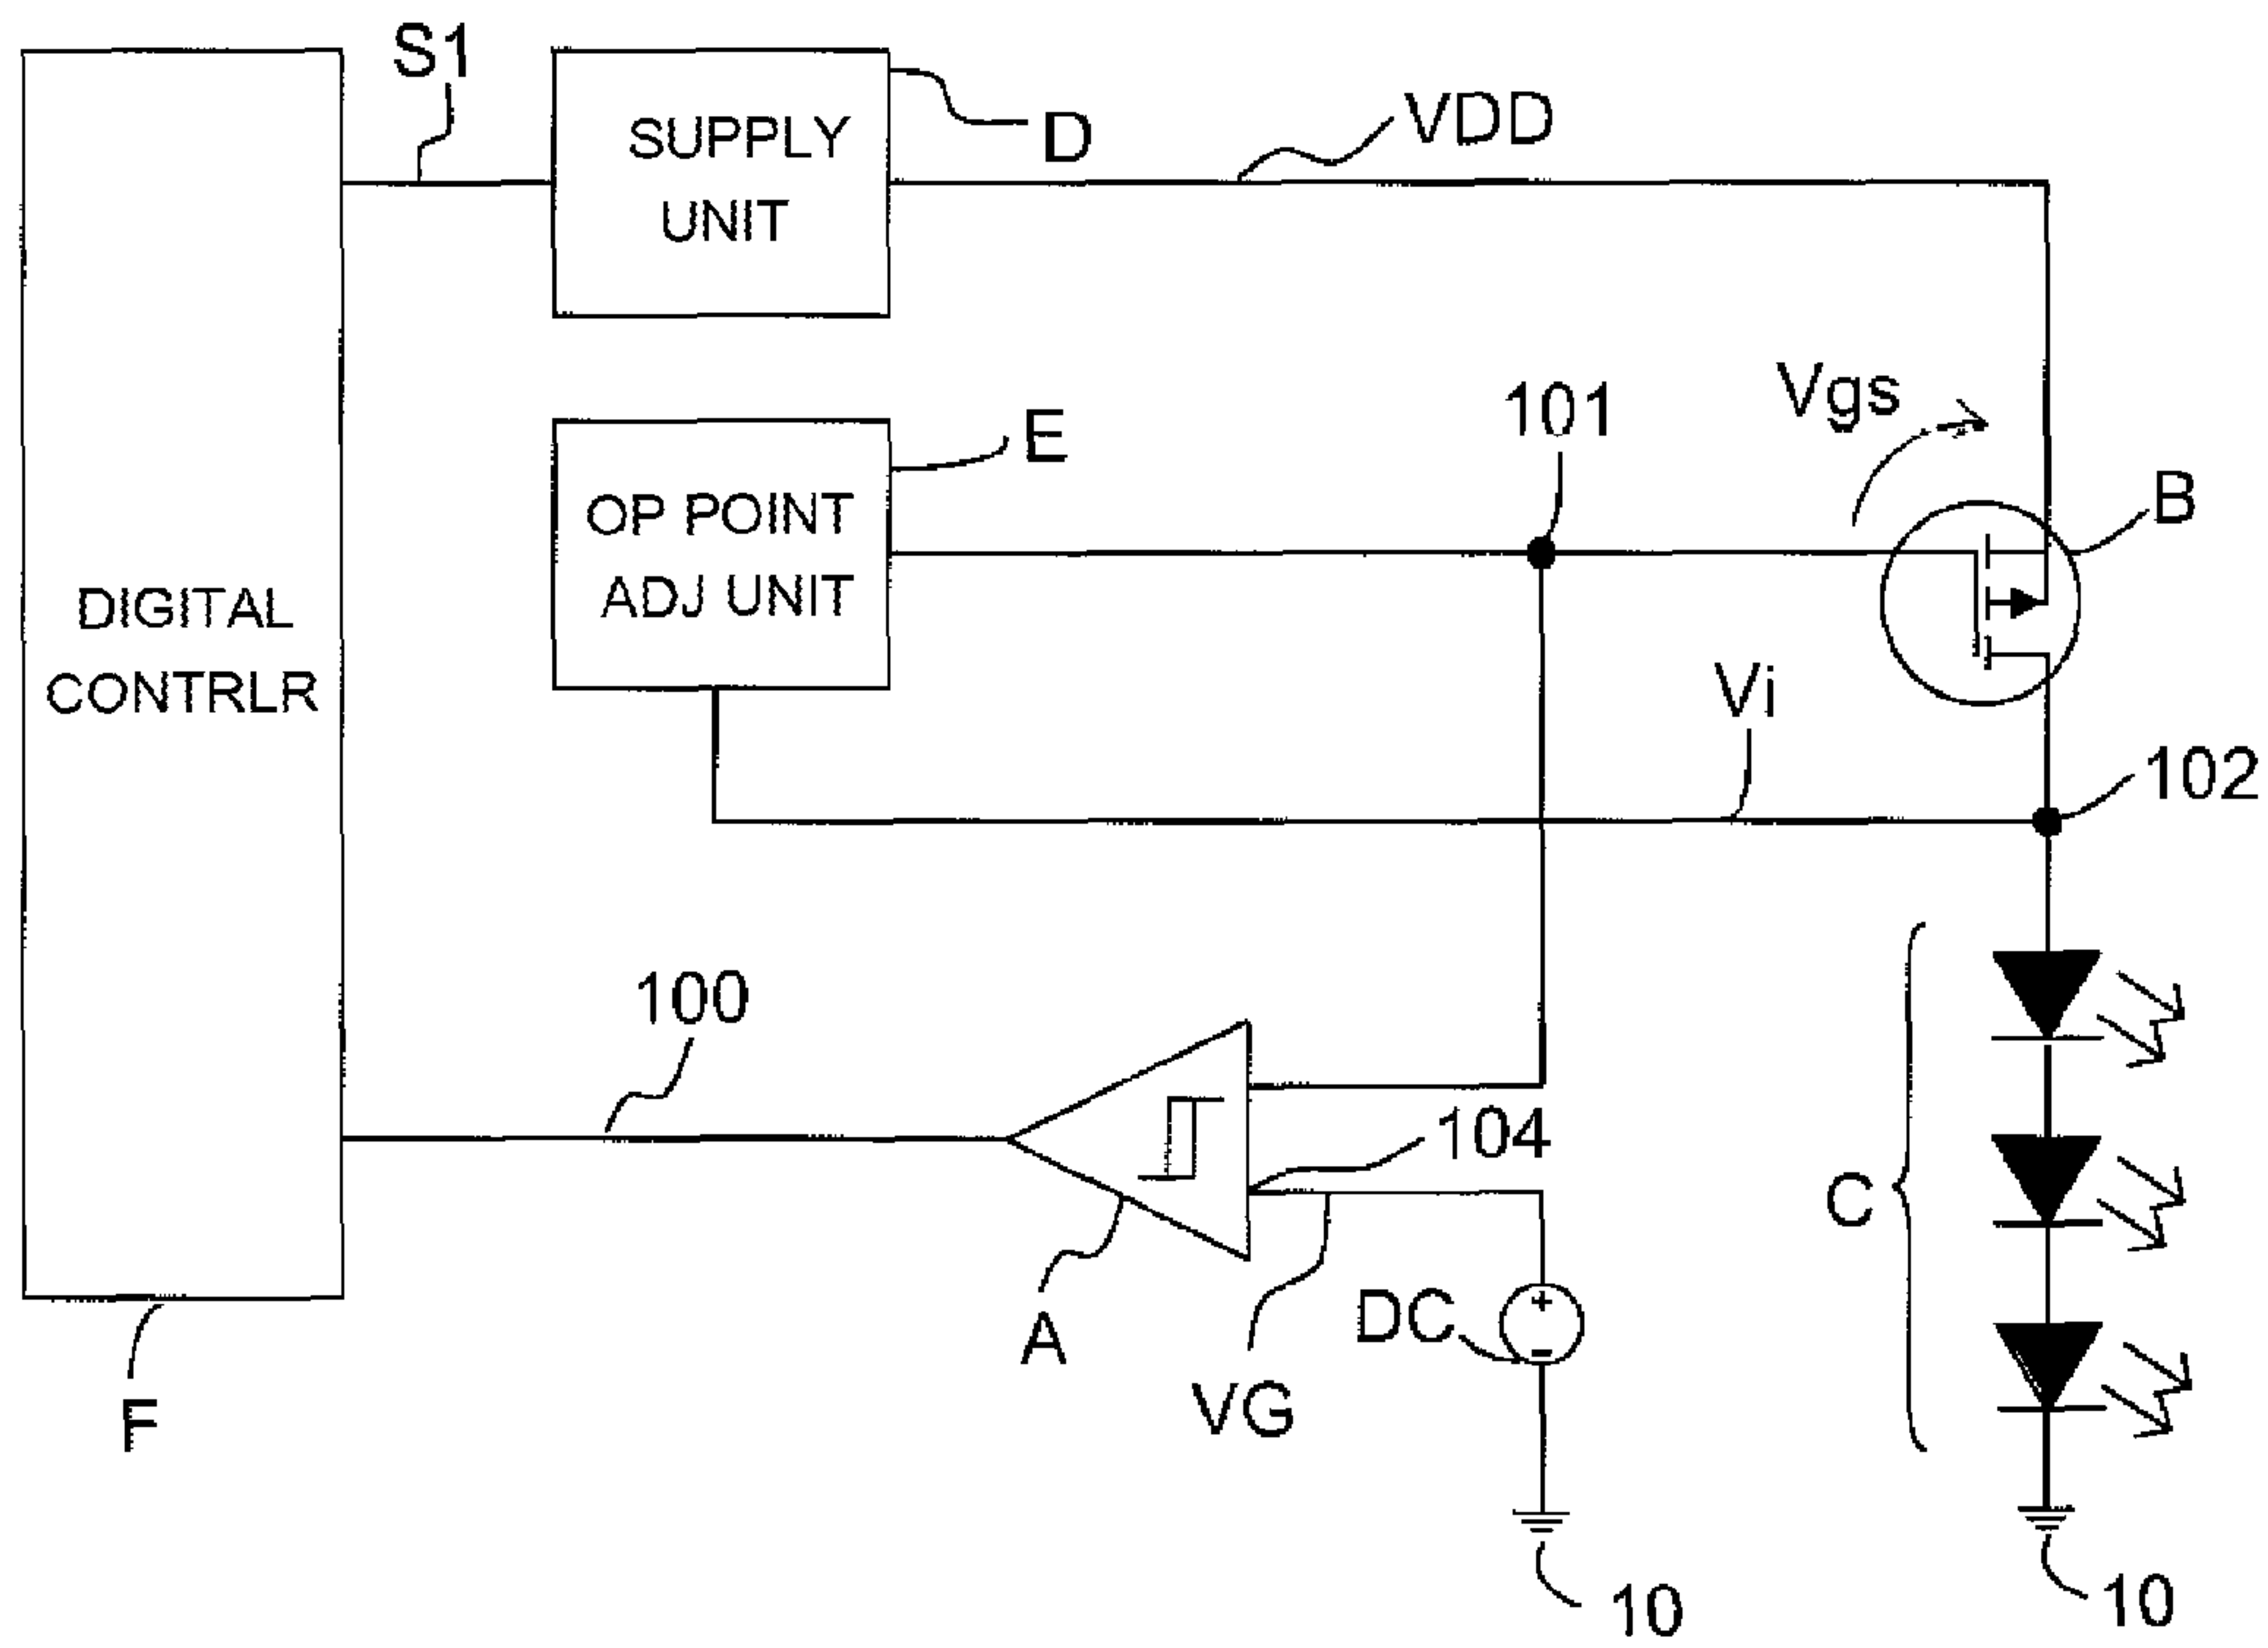 S1
SUPPLY
UNIT
D
VDD
Vgs
101
E
OP POINT
ADJ UNIT
B
DIGITAL
CONTRLR
Vi
102
100
104
C
A
DC
+
-
VG
F
10
10